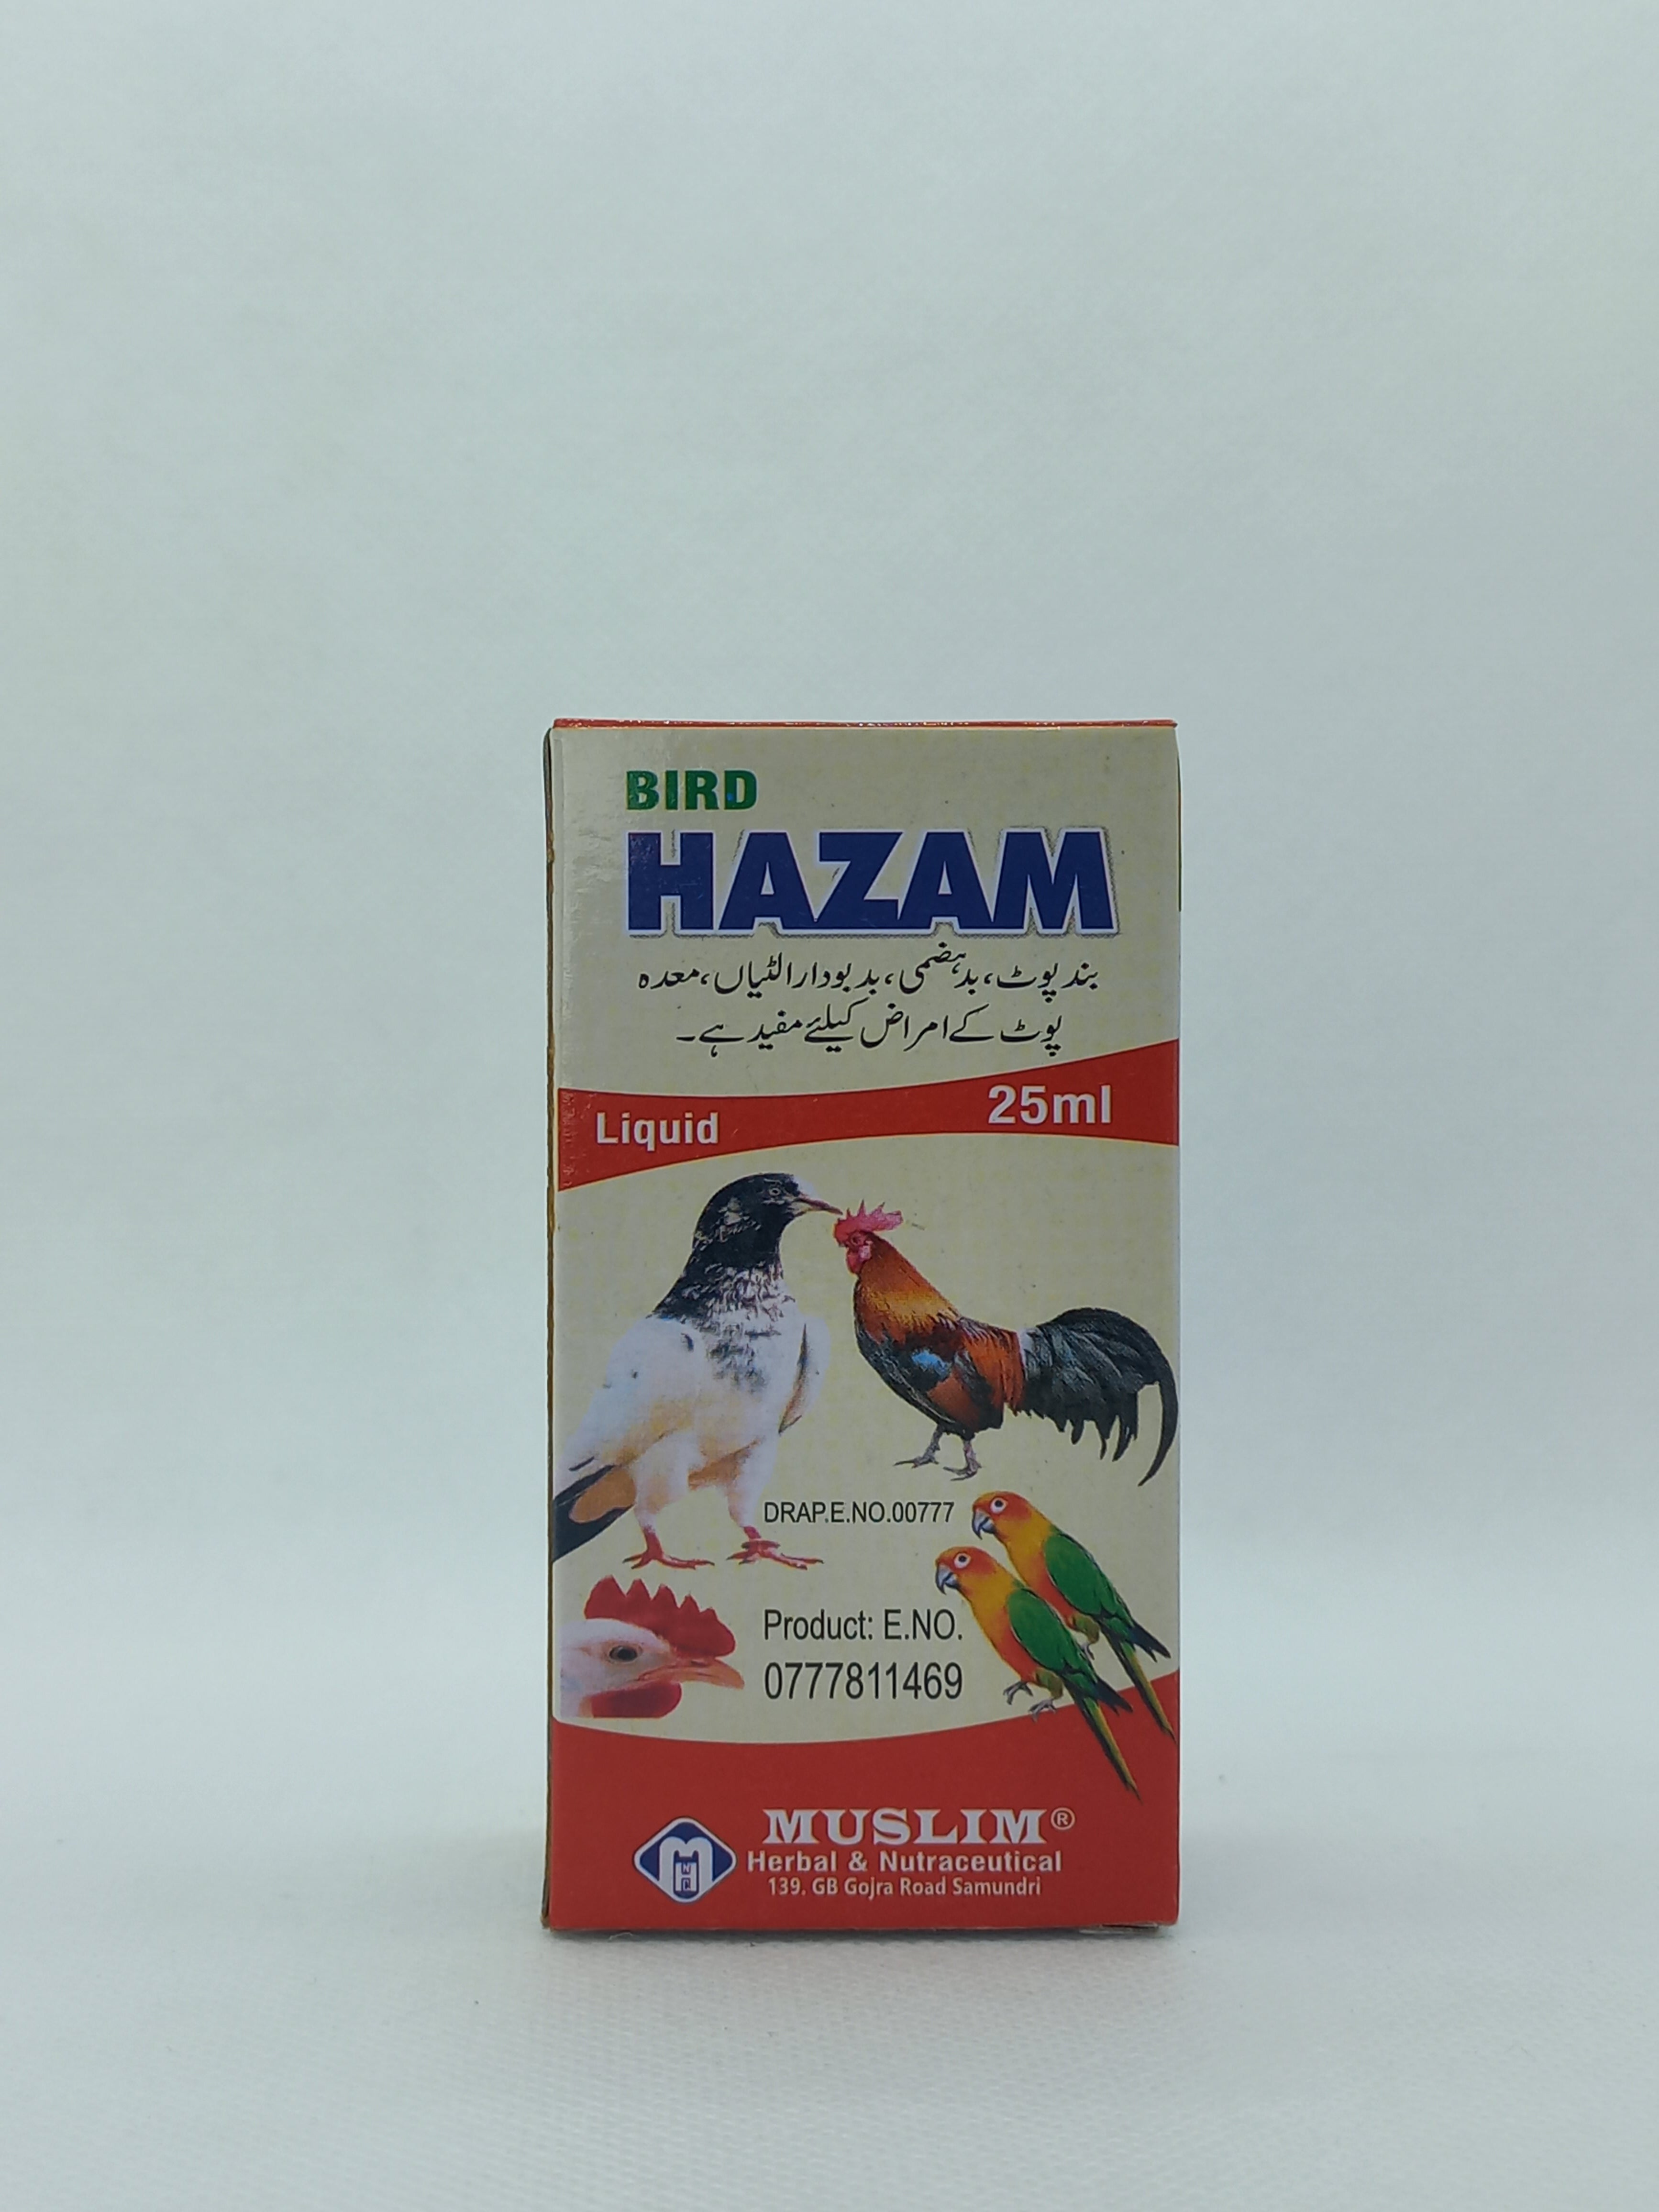 BIRD
HAZAM
بند پوٹ، بدہضمی، بدبودار الٹیاں، معدہ
پوٹ کے امراض کیلئے مفید ہے۔
25ml
Liquid
DRAP.E.NO.00777
Product: E.NO.
0777811469
MUSLIM®
Herbal & Nutraceutical
139. GB Gojra Road Samundri